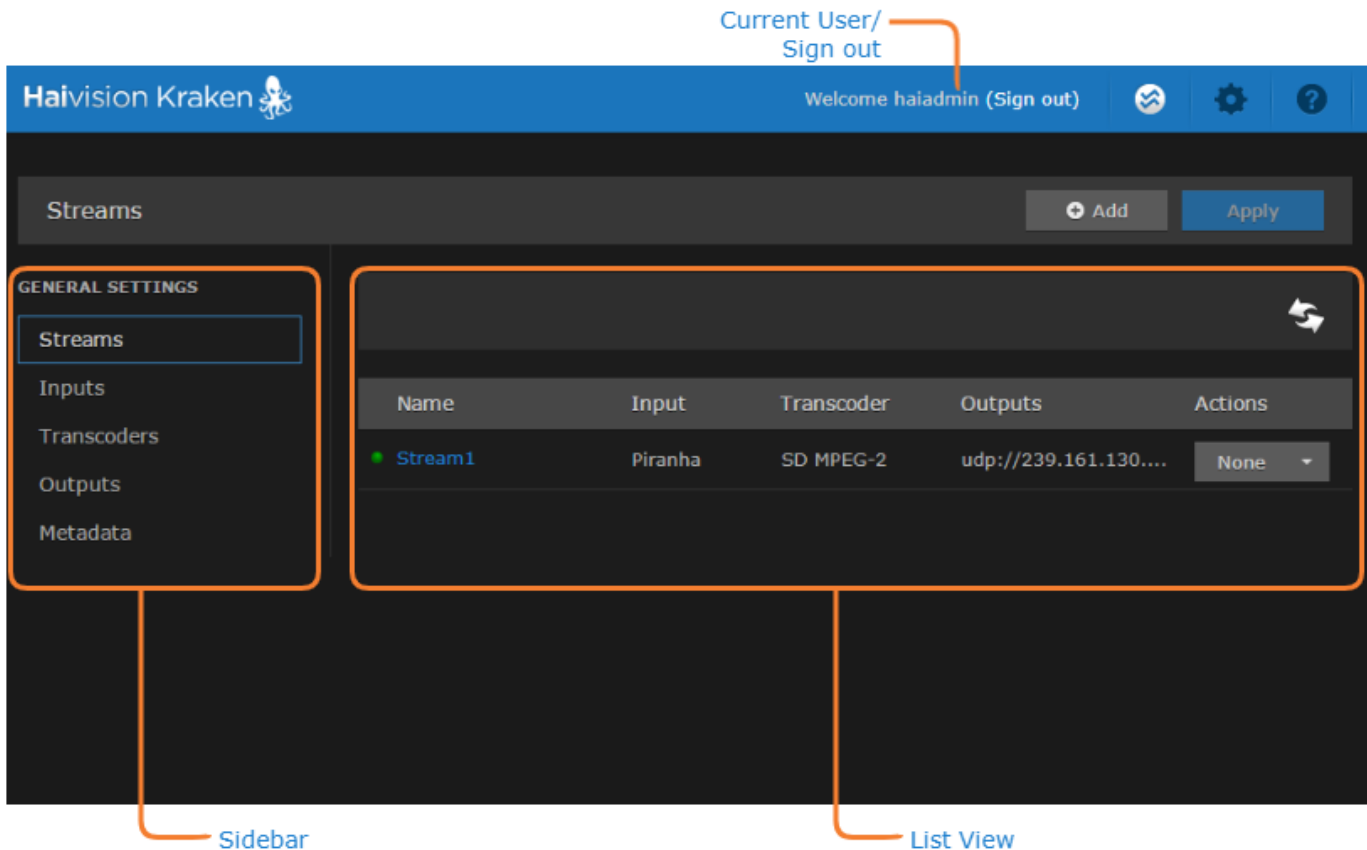 Current User/
Sign out
Haivision Kraken
Welcome haiadmin (Sign out)
Streams
Add
Apply
GENERAL SETTINGS
Streams
Inputs
Transcoders
Outputs
Metadata
Name Input Transcoder Outputs Actions
Stream1 Piranha SD MPEG-2 udp://239.161.130.... None
Sidebar
List View